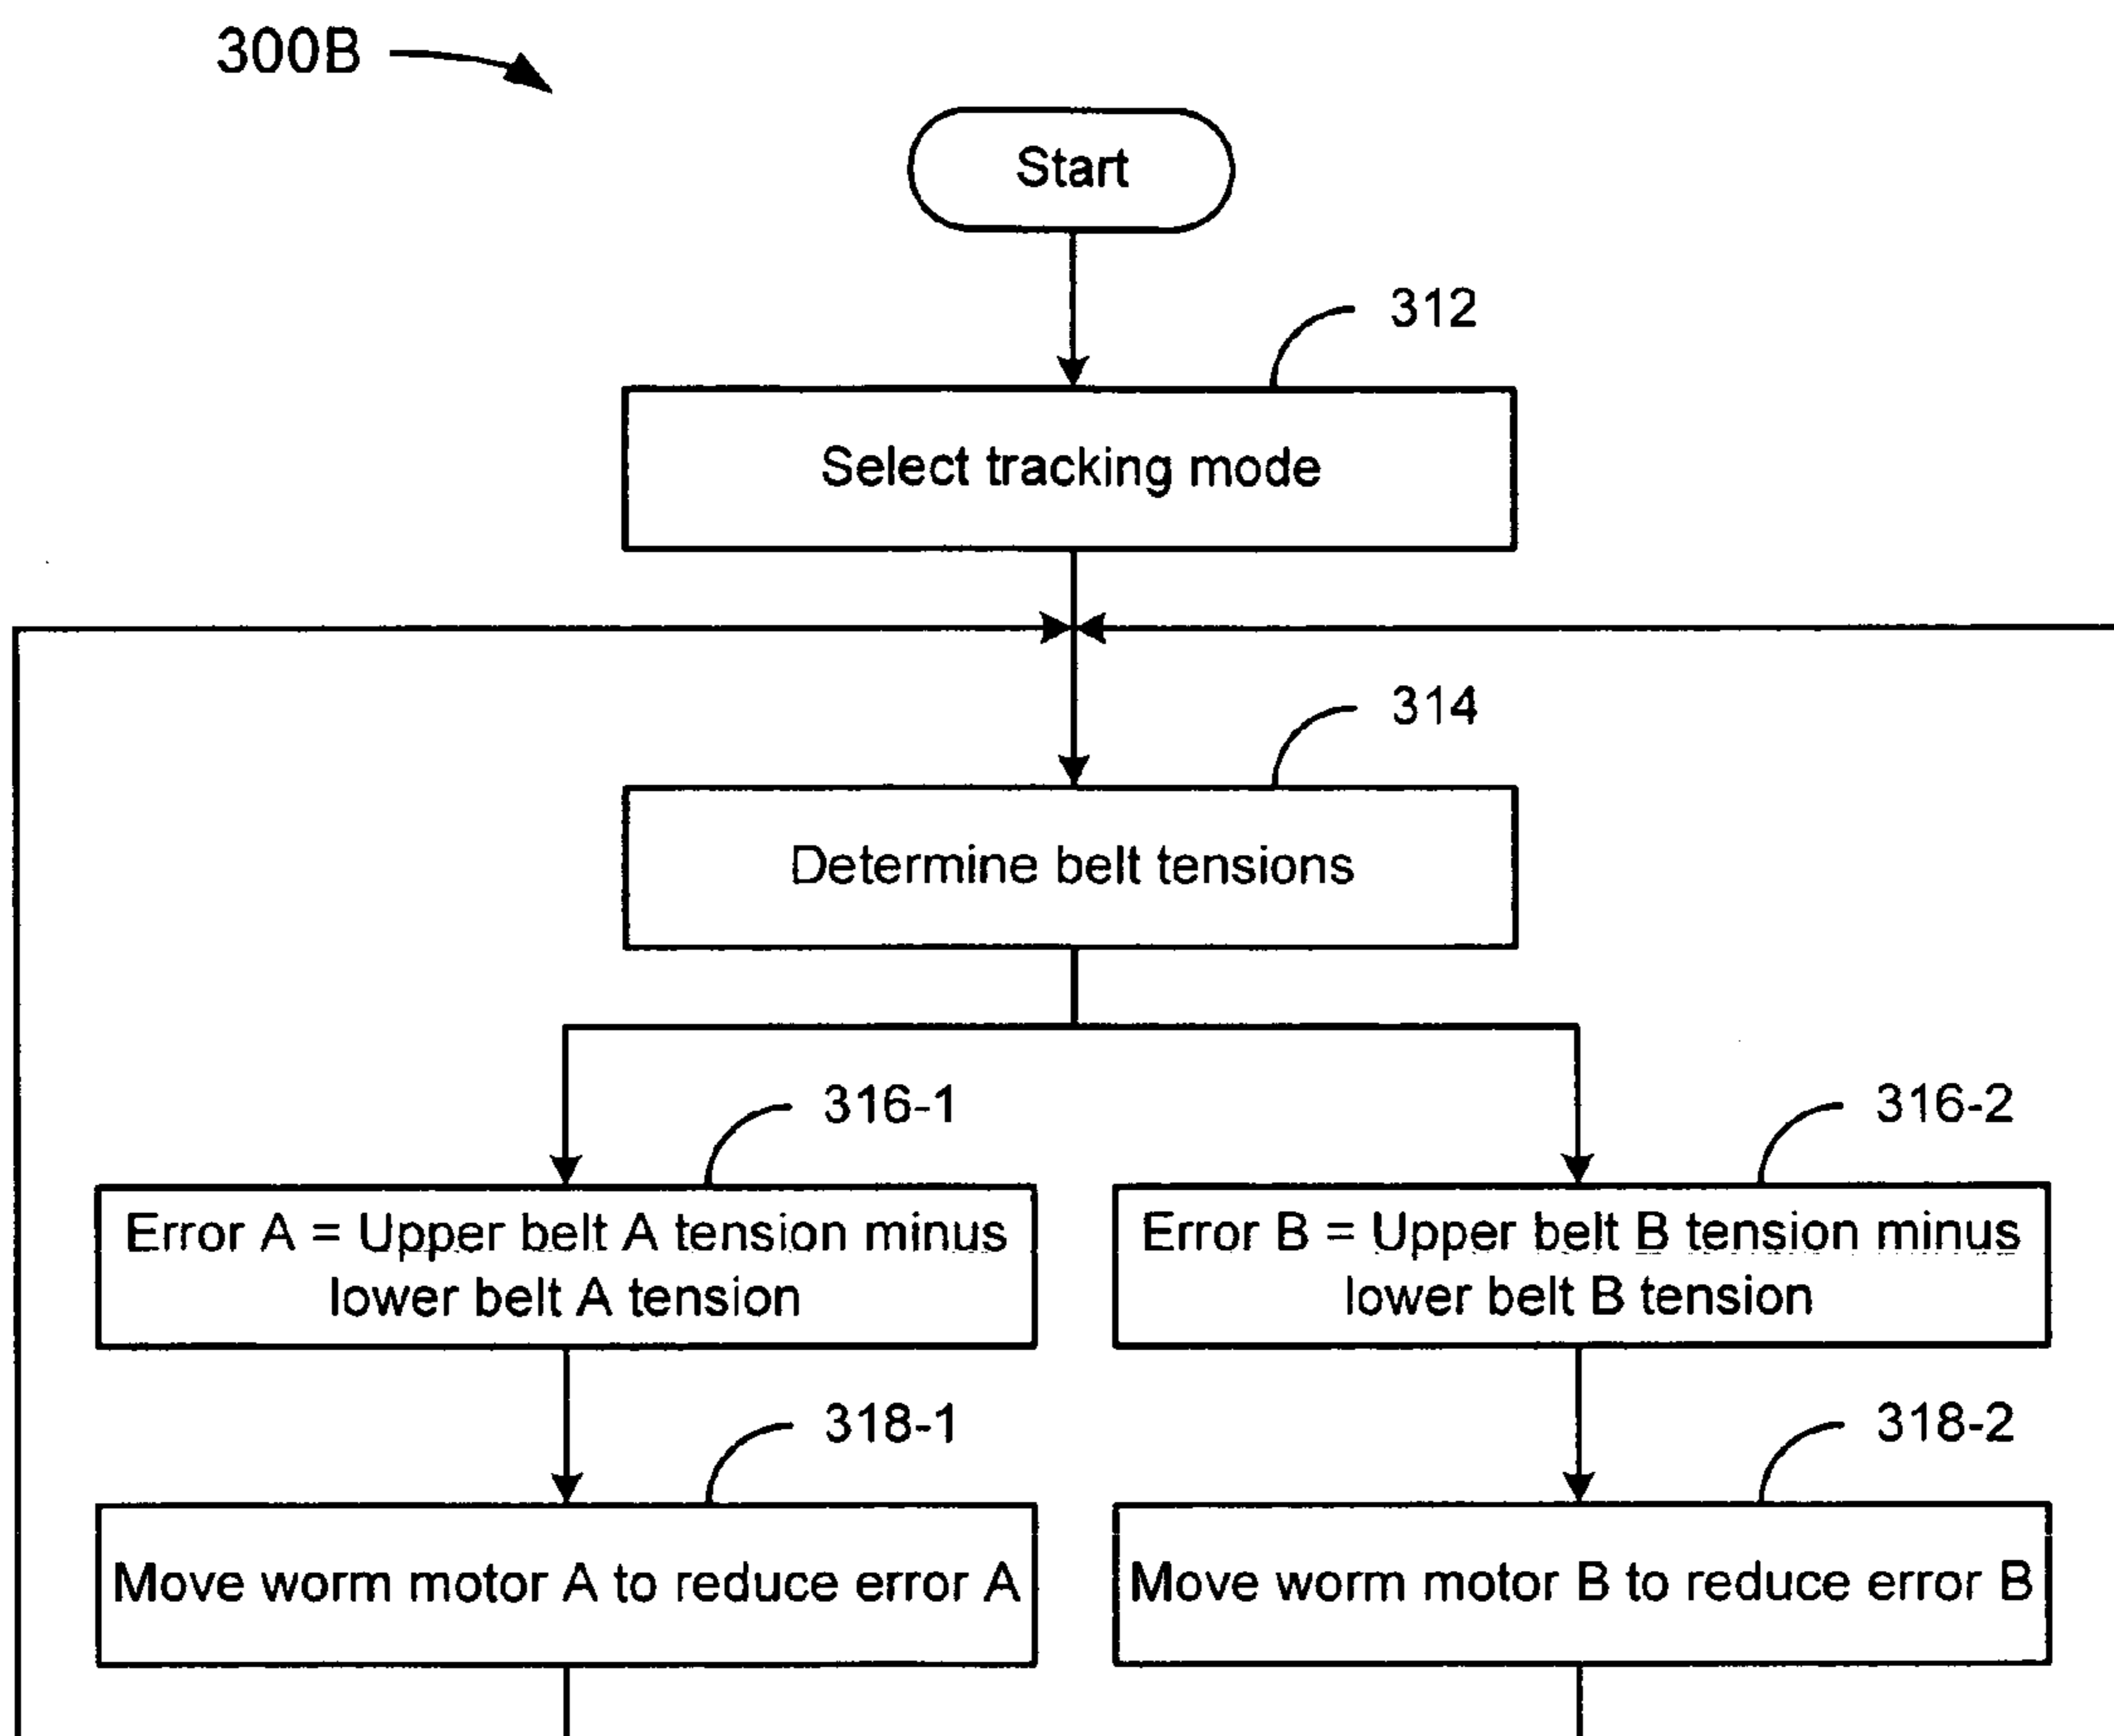 300B
Start
312
Select tracking mode
314
Determine belt tensions
316-1
316-2
Error A = Upper belt A tension minus
lower belt A tension
Error B = Upper belt B tension minus
lower belt B tension
318-1
318-2
Move worm motor A to reduce error A
Move worm motor B to reduce error B